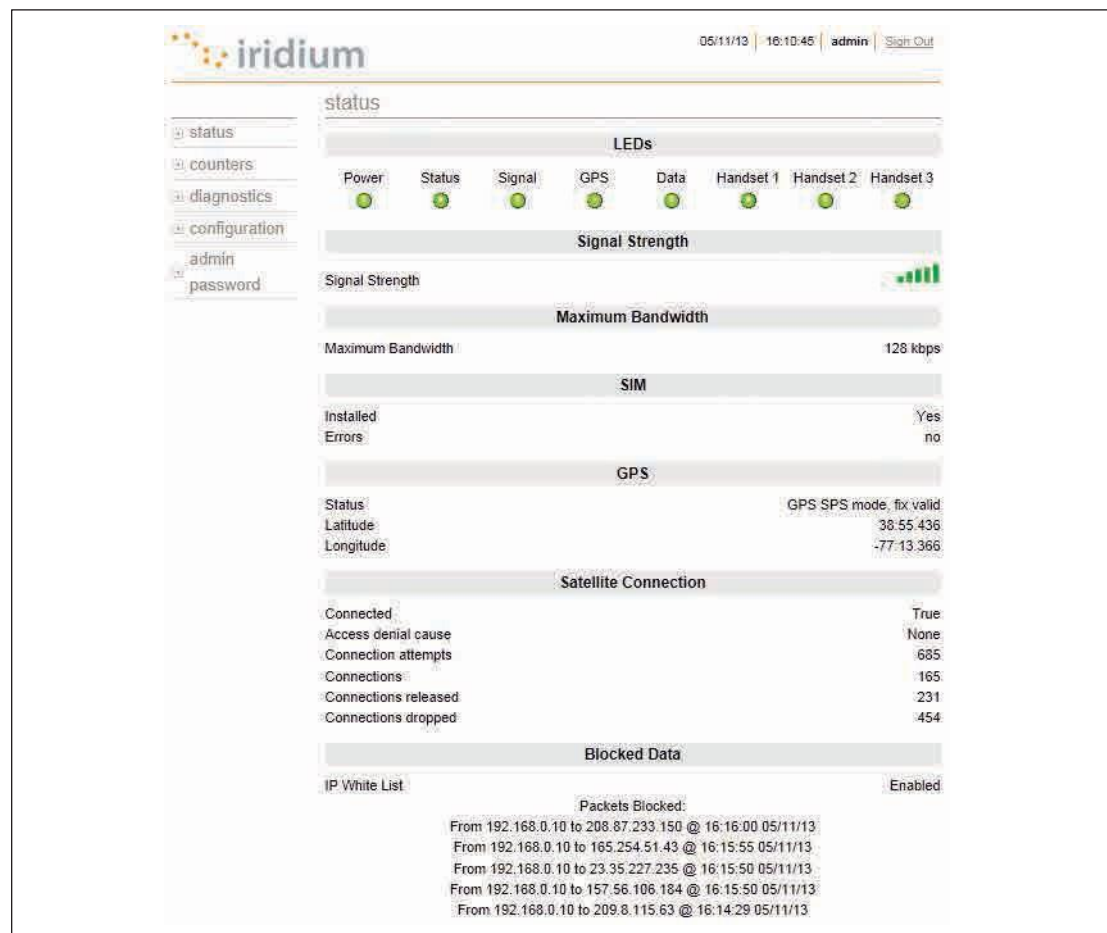 iridium
05/11/13 | 16:10:45 | admin | Sign Out
status
status
counters
diagnostics
configuration
admin
password
LEDs
Power Status Signal GPS Data Handset 1 Handset 2 Handset 3
Signal Strength
Signal Strength
Maximum Bandwidth
Maximum Bandwidth 128 kbps
SIM
Installed Yes
Errors no
GPS
Status GPS SPS mode, fix valid
Latitude 38:55.436
Longitude -77:13.366
Satellite Connection
Connected True
Access denial cause None
Connection attempts 685
Connections 165
Connections released 231
Connections dropped 454
Blocked Data
IP White List Enabled
Packets Blocked:
From 192.168.0.10 to 208.87.233.150 @ 16:16:00 05/11/13
From 192.168.0.10 to 165.254.51.43 @ 16:15:55 05/11/13
From 192.168.0.10 to 23.35.227.235 @ 16:15:50 05/11/13
From 192.168.0.10 to 157.56.106.184 @ 16:15:50 05/11/13
From 192.168.0.10 to 209.8.115.63 @ 16:14:29 05/11/13